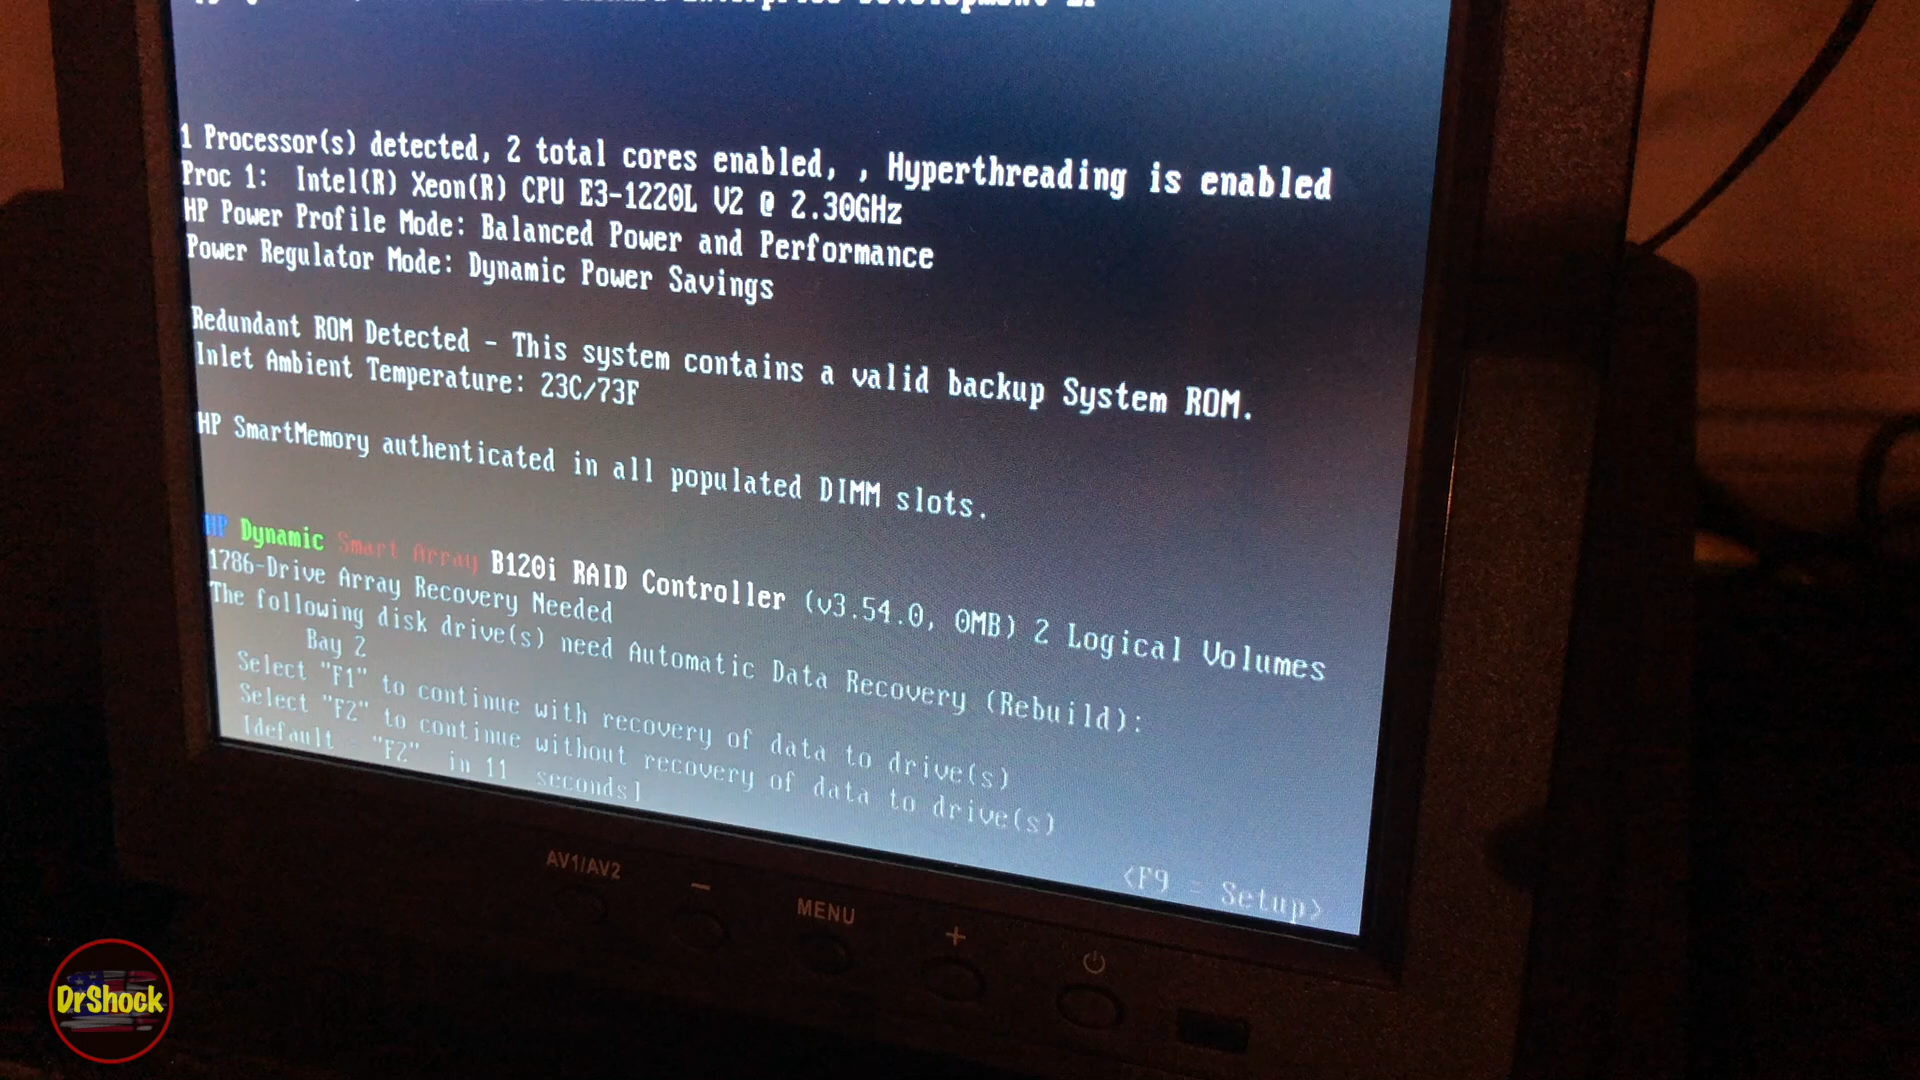 Enterprise Development LP
1 Processor(s) detected, 2 total cores enabled, , Hyperthreading is enabled
Proc 1: Intel(R) Xeon(R) CPU E3-1220L V2 @ 2.30GHz
HP Power Profile Mode: Balanced Power and Performance
Power Regulator Mode: Dynamic Power Savings
Redundant ROM Detected - This system contains a valid backup System ROM.
Inlet Ambient Temperature: 23C/73F
HP SmartMemory authenticated in all populated DIMM slots.
HP Dynamic Smart Array B120i RAID Controller (v3.54.0, 0MB) 2 Logical Volumes
1786-Drive Array Recovery Needed
The following disk drive(s) need Automatic Data Recovery (Rebuild):
Bay 2
Select "F1" to continue with recovery of data to drive(s)
Select "F2" to continue without recovery of data to drive(s)
[default = "F2" in 11 seconds]
<F9 = Setup>
AV1/AV2 − MENU +
DrShock